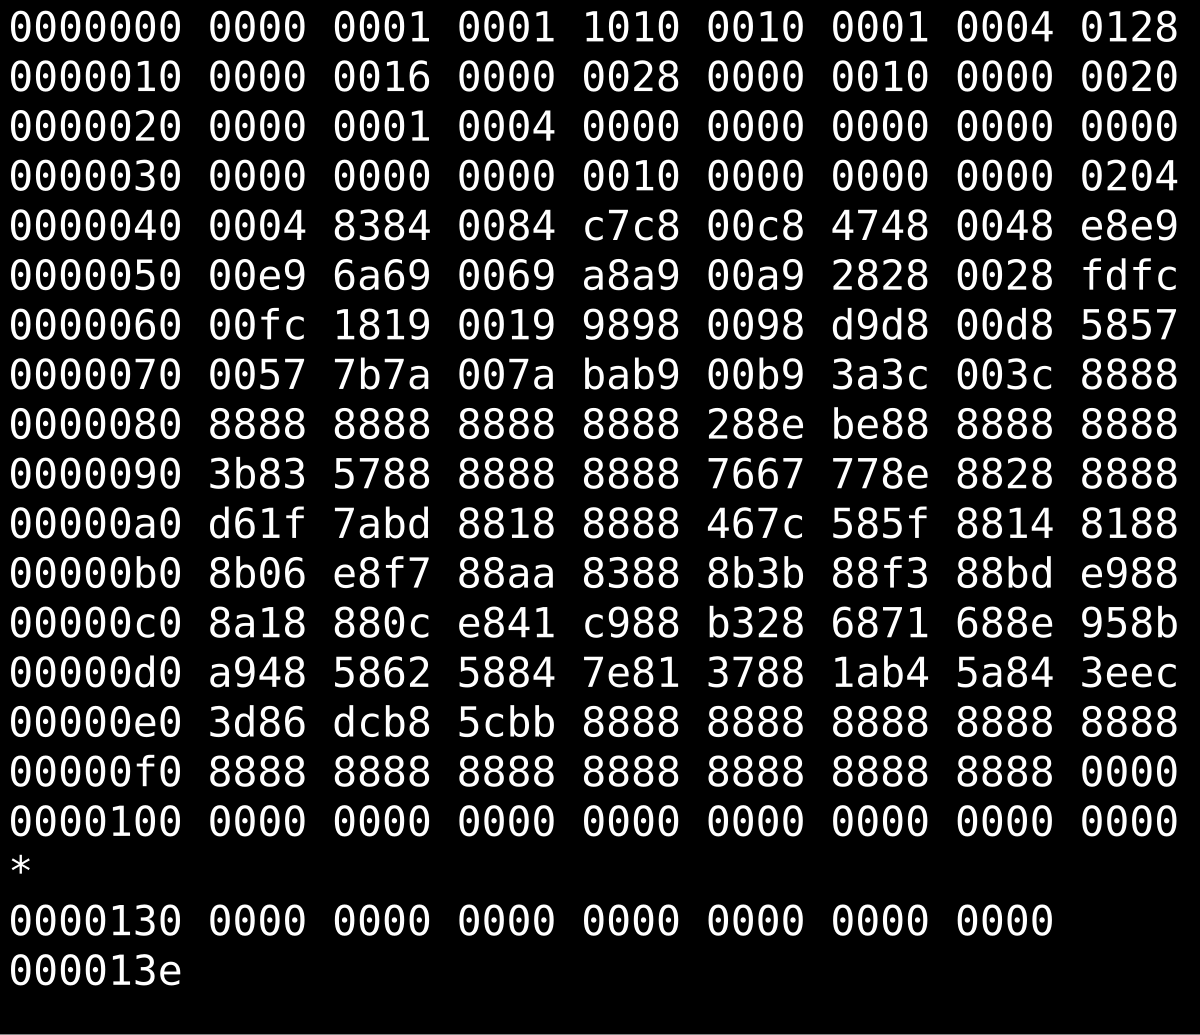 0000000 0000 0001 0001 1010 0010 0001 0004 0128
0000010 0000 0016 0000 0028 0000 0010 0000 0020
0000020 0000 0001 0004 0000 0000 0000 0000 0000
0000030 0000 0000 0000 0010 0000 0000 0000 0204
0000040 0004 8384 0084 c7c8 00c8 4748 0048 e8e9
0000050 00e9 6a69 0069 a8a9 00a9 2828 0028 fdfc
0000060 00fc 1819 0019 9898 0098 d9d8 00d8 5857
0000070 0057 7b7a 007a bab9 00b9 3a3c 003c 8888
0000080 8888 8888 8888 8888 288e be88 8888 8888
0000090 3b83 5788 8888 8888 7667 778e 8828 8888
00000a0 d61f 7abd 8818 8888 467c 585f 8814 8188
00000b0 8b06 e8f7 88aa 8388 8b3b 88f3 88bd e988
00000c0 8a18 880c e841 c988 b328 6871 688e 958b
00000d0 a948 5862 5884 7e81 3788 1ab4 5a84 3eec
00000e0 3d86 dcb8 5cbb 8888 8888 8888 8888 8888
00000f0 8888 8888 8888 8888 8888 8888 8888 0000
0000100 0000 0000 0000 0000 0000 0000 0000 0000
*
0000130 0000 0000 0000 0000 0000 0000 0000
000013e